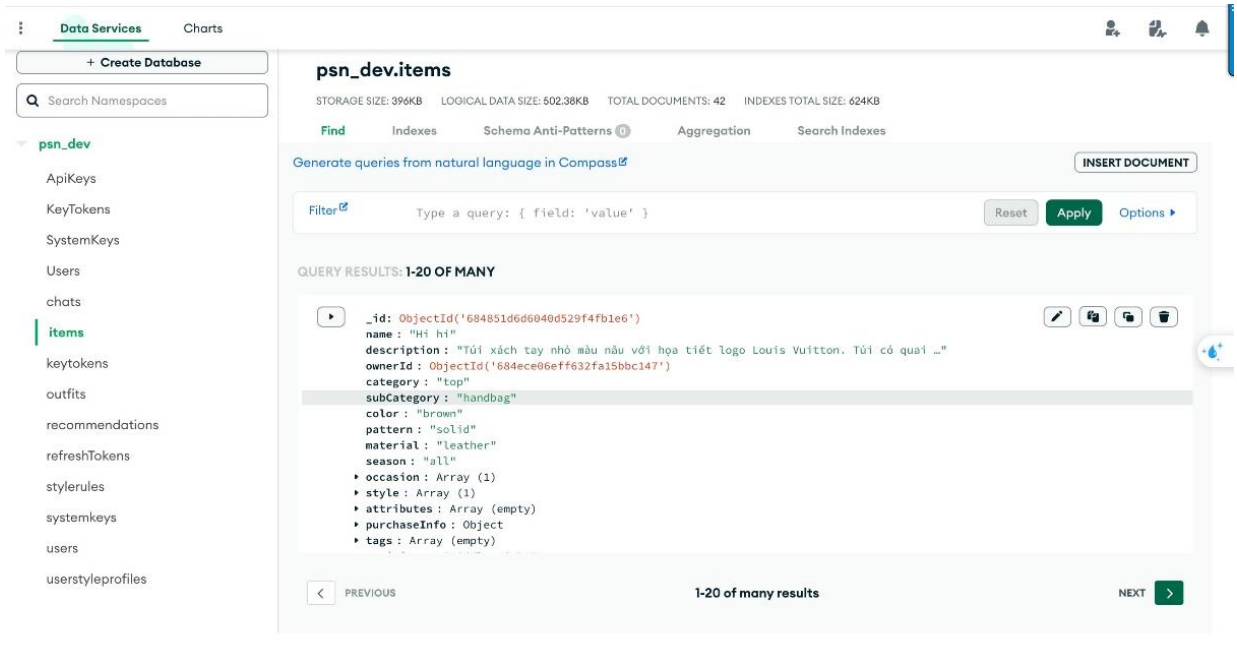 Data Services Charts
+ Create Database
Search Namespaces
psn_dev
ApiKeys
KeyTokens
SystemKeys
Users
chats
items
keytokens
outfits
recommendations
refreshTokens
stylerules
systemkeys
users
userstyleprofiles
psn_dev.items
STORAGE SIZE: 396KB LOGICAL DATA SIZE: 502.38KB TOTAL DOCUMENTS: 42 INDEXES TOTAL SIZE: 624KB
Find Indexes Schema Anti-Patterns 0 Aggregation Search Indexes
Generate queries from natural language in Compass
INSERT DOCUMENT
Filter Type a query: { field: 'value' } Reset Apply Options
QUERY RESULTS: 1-20 OF MANY
_id: ObjectId('684851d6d6040d529f4fb1e6')
name : "Hi hi"
description : "Túi xách tay nhỏ màu nâu với họa tiết logo Louis Vuitton. Túi có quai …"
ownerId : ObjectId('684ece06eff632fa15bbc147')
category : "top"
subCategory : "handbag"
color : "brown"
pattern : "solid"
material : "leather"
season : "all"
occasion : Array (1)
style : Array (1)
attributes : Array (empty)
purchaseInfo : Object
tags : Array (empty)
PREVIOUS 1-20 of many results NEXT